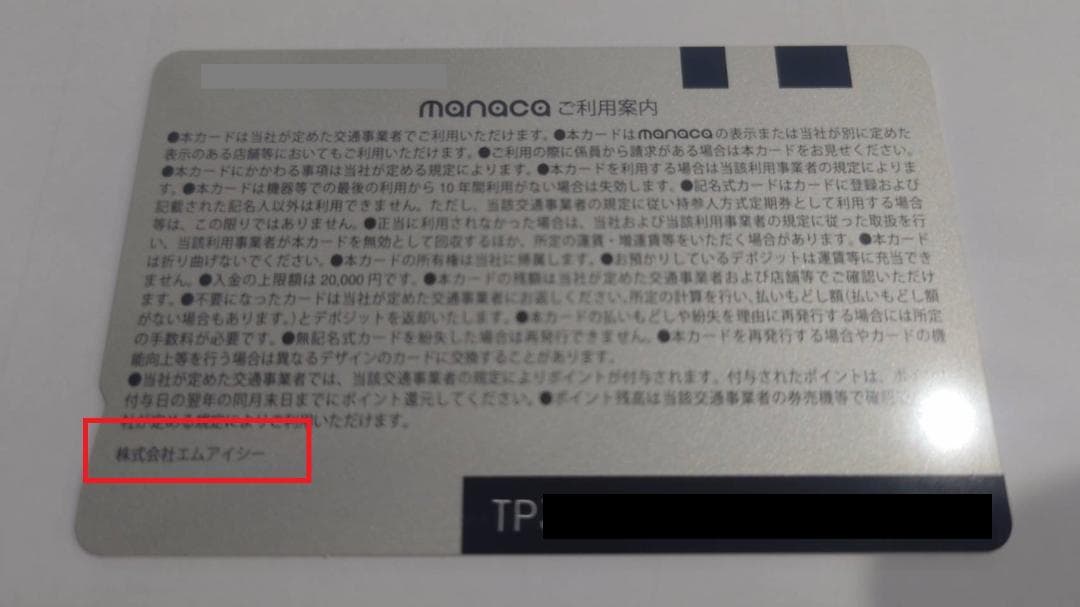 manaca ご利用案内
●本カードは当社が定めた交通事業者でご利用いただけます。●本カードはmanacaの表示または当社が別に定めた
表示のある店舗等においてもご利用いただけます。●ご利用の際に係員から請求がある場合は本カードをお見せください。
●本カードにかかわる事項は当社が定める規定によります。●本カードを利用する場合は当該利用事業者の規定によりま
す。●本カードは機器等での最後の利用から10年間利用がない場合は失効します。●記名式カードはカードに登録および
記載された記名人以外は利用できません。ただし、当該交通事業者の規定に従い持参人方式定期券として利用する場合
等は、この限りではありません。●正当に利用されなかった場合は、当社および当該利用事業者の規定に従った取扱を行
い、当該利用事業者が本カードを無効として回収するほか、所定の運賃・増運賃等をいただく場合があります。●本カード
は折り曲げないでください。●本カードの所有権は当社に帰属します。●お預かりしているデポジットは運賃等に充当でき
ません。●入金の上限額は20,000円です。●本カードの残額は当社が定めた交通事業者および店舗等でご確認いただけ
ます。●不要になったカードは当社が定めた交通事業者にお返しください。所定の計算を行い、払いもどし額（払いもどし額
がない場合もあります。）とデポジットを返却いたします。●本カードの払いもどしや紛失を理由に再発行する場合には所定
の手数料が必要です。●無記名式カードを紛失した場合は再発行できません。●本カードを再発行する場合やカードの機
能向上等を行う場合は異なるデザインのカードに交換することがあります。
●当社が定めた交通事業者では、当該交通事業者の規定によりポイントが付与されます。付与されたポイントは、ポイント
付与日の翌年の同月末日までにポイント還元してください。●ポイント残高は当該交通事業者の券売機等で確認
社が定める規定によりご利用いただけます。
株式会社エムアイシー
TP